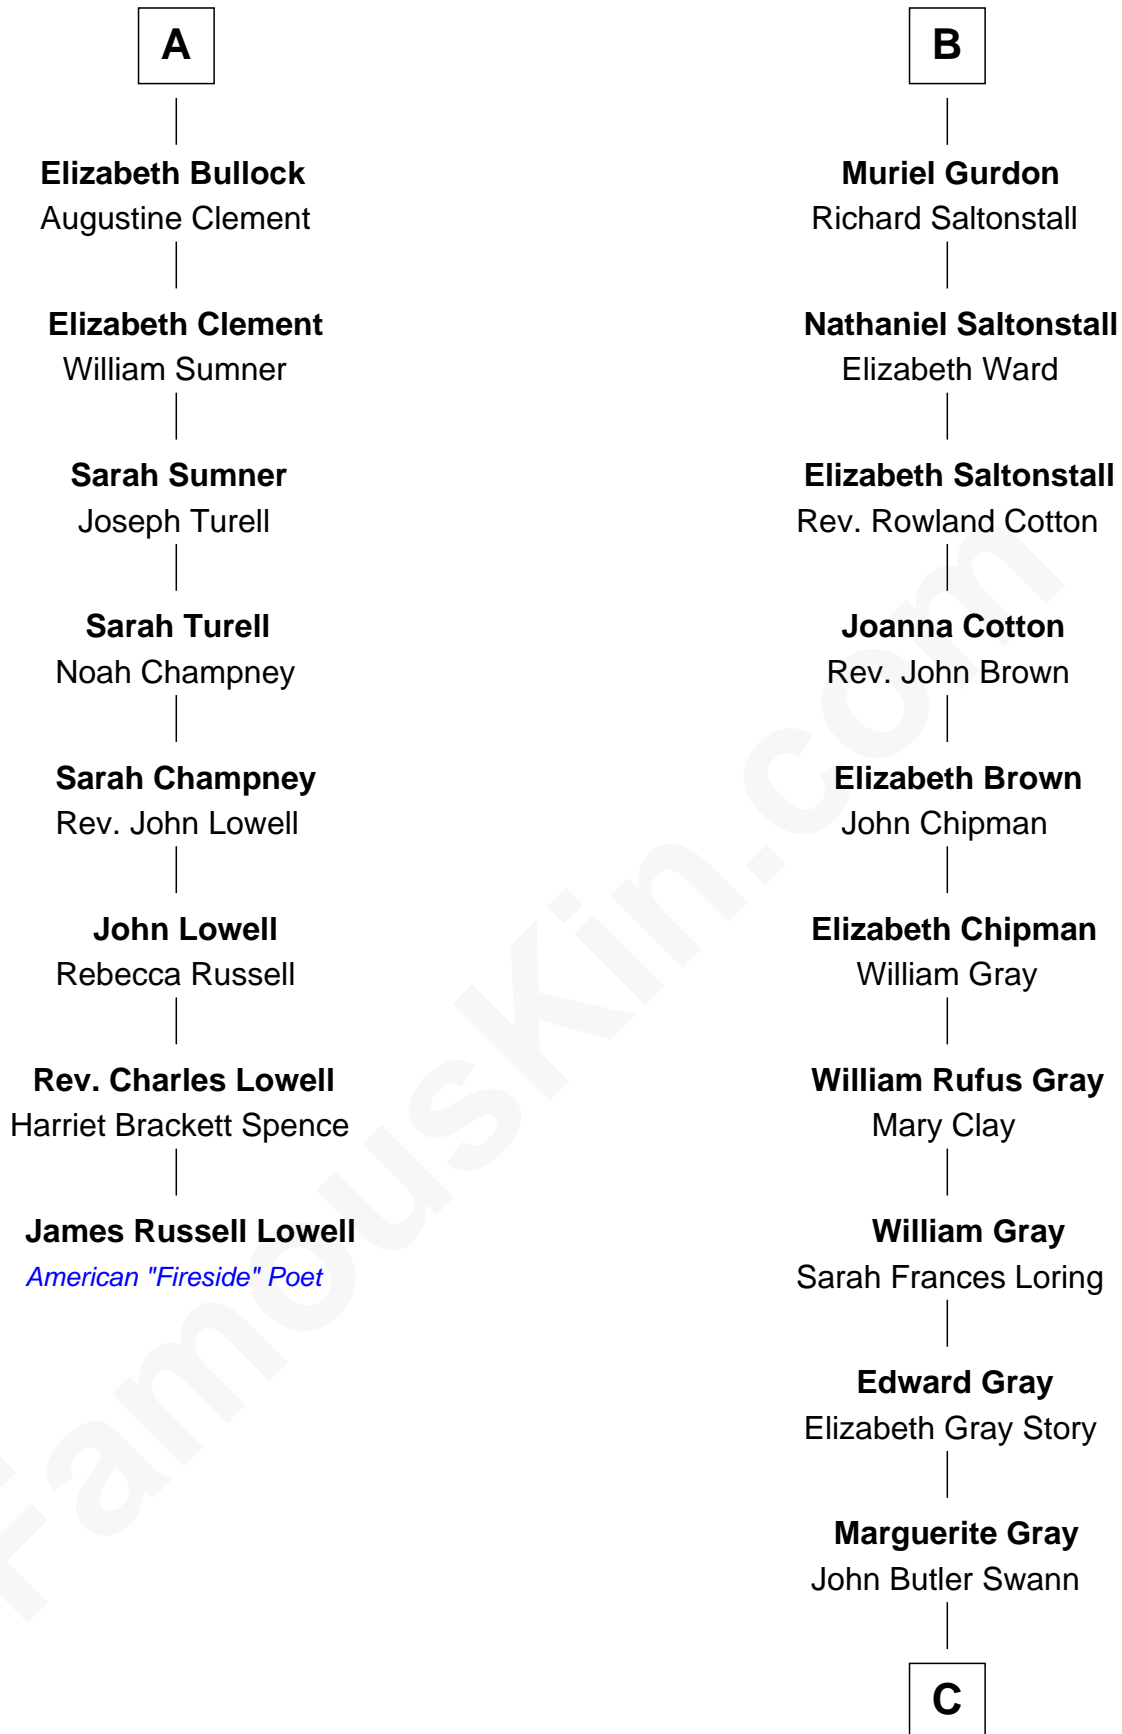 A
Elizabeth Bullock
Augustine Clement
Elizabeth Clement
William Sumner
Sarah Sumner
Joseph Turell
Sarah Turell
Noah Champney
Sarah Champney
Rev. John Lowell
John Lowell
Rebecca Russell
Rev. Charles Lowell
Harriet Brackett Spence
James Russell Lowell
American "Fireside" Poet
B
Muriel Gurdon
Richard Saltonstall
Nathaniel Saltonstall
Elizabeth Ward
Elizabeth Saltonstall
Rev. Rowland Cotton
Joanna Cotton
Rev. John Brown
Elizabeth Brown
John Chipman
Elizabeth Chipman
William Gray
William Rufus Gray
Mary Clay
William Gray
Sarah Frances Loring
Edward Gray
Elizabeth Gray Story
Marguerite Gray
John Butler Swann
C
FamousKin.com